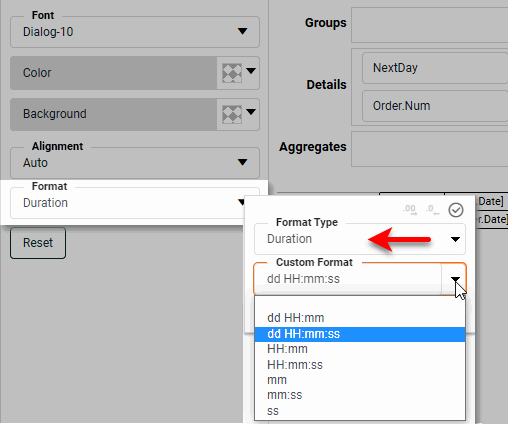 Font
Dialog-10
Color
Background
Alignment
Auto
Format
Duration
Reset
Groups
Details
NextDay
Order.Num
Aggregates
.Date]
er.Date]
.00
.0
Format Type
Duration
Custom Format
dd HH:mm:ss
dd HH:mm
dd HH:mm:ss
HH:mm
HH:mm:ss
mm
mm:ss
ss